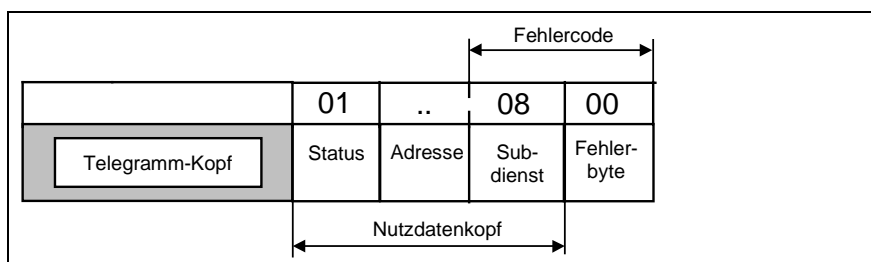 Fehlercode
01 .. 08 00
Telegramm-Kopf Status Adresse Sub- Fehler-
dienst byte
Nutzdatenkopf